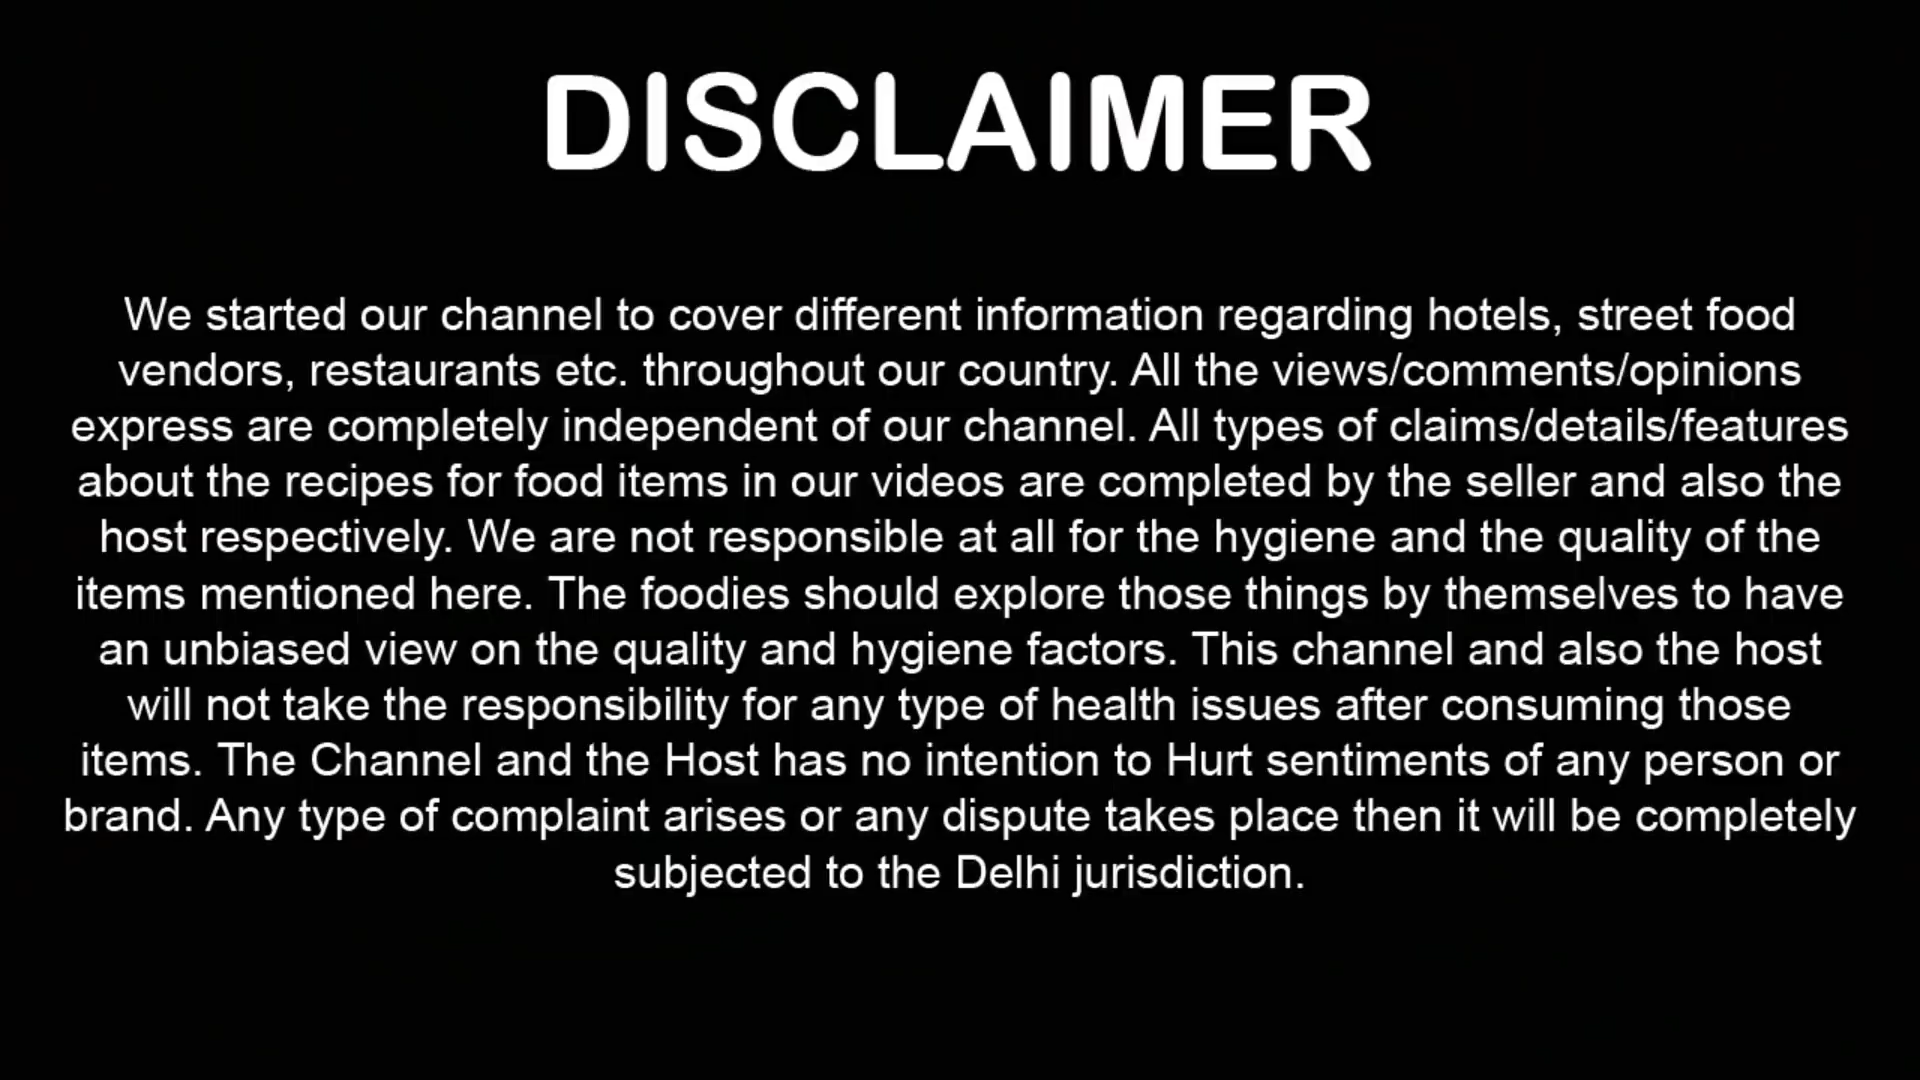 DISCLAIMER
We started our channel to cover different information regarding hotels, street food
vendors, restaurants etc. throughout our country. All the views/comments/opinions
express are completely independent of our channel. All types of claims/details/features
about the recipes for food items in our videos are completed by the seller and also the
host respectively. We are not responsible at all for the hygiene and the quality of the
items mentioned here. The foodies should explore those things by themselves to have
an unbiased view on the quality and hygiene factors. This channel and also the host
will not take the responsibility for any type of health issues after consuming those
items. The Channel and the Host has no intention to Hurt sentiments of any person or
brand. Any type of complaint arises or any dispute takes place then it will be completely
subjected to the Delhi jurisdiction.